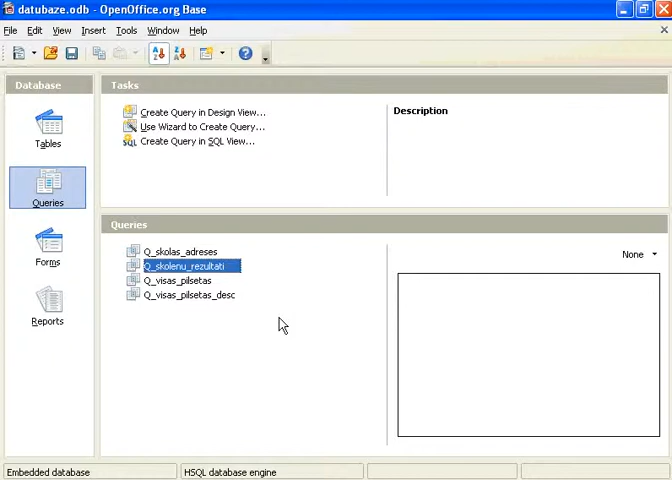 datubaze.odb - OpenOffice.org Base
File Edit View Insert Tools Window Help
Database
Tables
Queries
Forms
Reports
Tasks
Create Query in Design View...
Use Wizard to Create Query...
Create Query in SQL View...
Description
Queries
Q_skolas_adreses
Q_skolenu_rezultati
Q_visas_pilsetas
Q_visas_pilsetas_desc
None
Embedded database
HSQL database engine